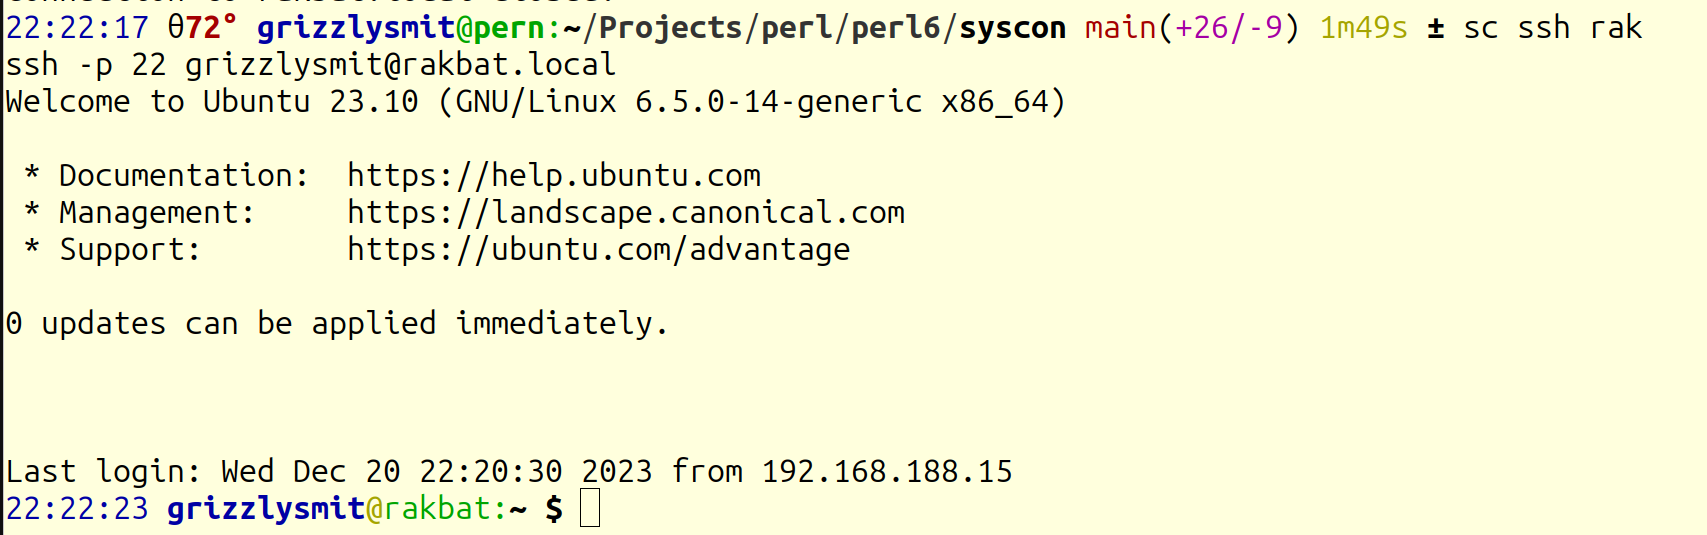 22:22:17 θ72° grizzlysmit@pern:~/Projects/perl/perl6/syscon main(+26/-9) 1m49s ± sc ssh rak
ssh -p 22 grizzlysmit@rakbat.local
Welcome to Ubuntu 23.10 (GNU/Linux 6.5.0-14-generic x86_64)
 * Documentation:  https://help.ubuntu.com
 * Management:     https://landscape.canonical.com
 * Support:        https://ubuntu.com/advantage
0 updates can be applied immediately.
Last login: Wed Dec 20 22:20:30 2023 from 192.168.188.15
22:22:23 grizzlysmit@rakbat:~ $